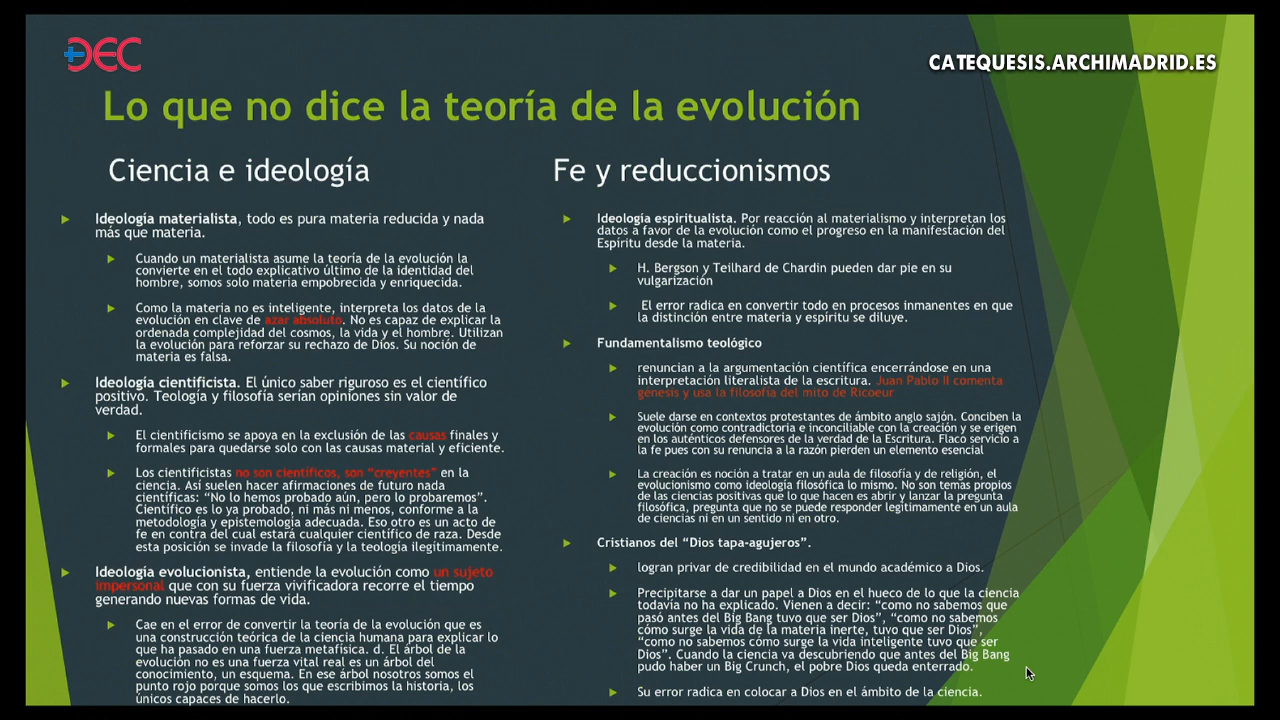 DEC
CATEQUESIS.ARCHIMADRID.ES
Lo que no dice la teoría de la evolución
Ciencia e ideología
Ideología materialista, todo es pura materia reducida y nada
más que materia.
Cuando un materialista asume la teoría de la evolución la
convierte en el todo explicativo último de la identidad del
hombre, somos solo materia empobrecida y enriquecida.
Como la materia no es inteligente, interpreta los datos de la
evolución en clave de azar absoluto. No es capaz de explicar la
ordenada complejidad del cosmos, la vida y el hombre. Utilizan
la evolución para reforzar su rechazo de Dios. Su noción de
materia es falsa.
Ideología cientificista. El único saber riguroso es el científico
positivo. Teología y filosofía serían opiniones sin valor de
verdad.
El cientificismo se apoya en la exclusión de las causas finales y
formales para quedarse solo con las causas material y eficiente.
Los cientificistas no son científicos, son “creyentes” en la
ciencia. Así suelen hacer afirmaciones de futuro nada
científicas: “No lo hemos probado aún, pero lo probaremos”.
Científico es lo ya probado, ni más ni menos, conforme a la
metodología y epistemología adecuada. Eso otro es un acto de
fe en contra del cual estará cualquier científico de raza. Desde
esta posición se invade la filosofía y la teología ilegítimamente.
Ideología evolucionista, entiende la evolución como un sujeto
impersonal que con su fuerza vivificadora recorre el tiempo
generando nuevas formas de vida.
Cae en el error de convertir la teoría de la evolución que es
una construcción teórica de la ciencia humana para explicar lo
que ha pasado en una fuerza metafísica. d. El árbol de la
evolución no es una fuerza vital real es un árbol del
conocimiento, un esquema. En ese árbol nosotros somos el
punto rojo porque somos los que escribimos la historia, los
únicos capaces de hacerlo.
Fe y reduccionismos
Ideología espiritualista. Por reacción al materialismo y interpretan los
datos a favor de la evolución como el progreso en la manifestación del
Espíritu desde la materia.
H. Bergson y Teilhard de Chardin pueden dar pie en su
vulgarización
El error radica en convertir todo en procesos inmanentes en que
la distinción entre materia y espíritu se diluye.
Fundamentalismo teológico
renuncian a la argumentación científica encerrándose en una
interpretación literalista de la escritura. Juan Pablo II comenta
génesis y usa la filosofía del mito de Ricoeur
Suele darse en contextos protestantes de ámbito anglo sajón. Conciben la
evolución como contradictoria e inconciliable con la creación y se erigen
en los auténticos defensores de la verdad de la Escritura. Flaco servicio a
la fe pues con su renuncia a la razón pierden un elemento esencial
La creación es noción a tratar en un aula de filosofía y de religión, el
evolucionismo como ideología filosófica lo mismo. No son temas propios
de las ciencias positivas que lo que hacen es abrir y lanzar la pregunta
filosófica, pregunta que no se puede responder legítimamente en un aula
de ciencias ni en un sentido ni en otro.
Cristianos del “Dios tapa-agujeros”.
logran privar de credibilidad en el mundo académico a Dios.
Precipitarse a dar un papel a Dios en el hueco de lo que la ciencia
todavía no ha explicado. Vienen a decir: “como no sabemos que
pasó antes del Big Bang tuvo que ser Dios”, “como no sabemos
cómo surge la vida de la materia inerte, tuvo que ser Dios”,
“como no sabemos cómo surge la vida inteligente tuvo que ser
Dios”. Cuando la ciencia va descubriendo que antes del Big Bang
pudo haber un Big Crunch, el pobre Dios queda enterrado.
Su error radica en colocar a Dios en el ámbito de la ciencia.